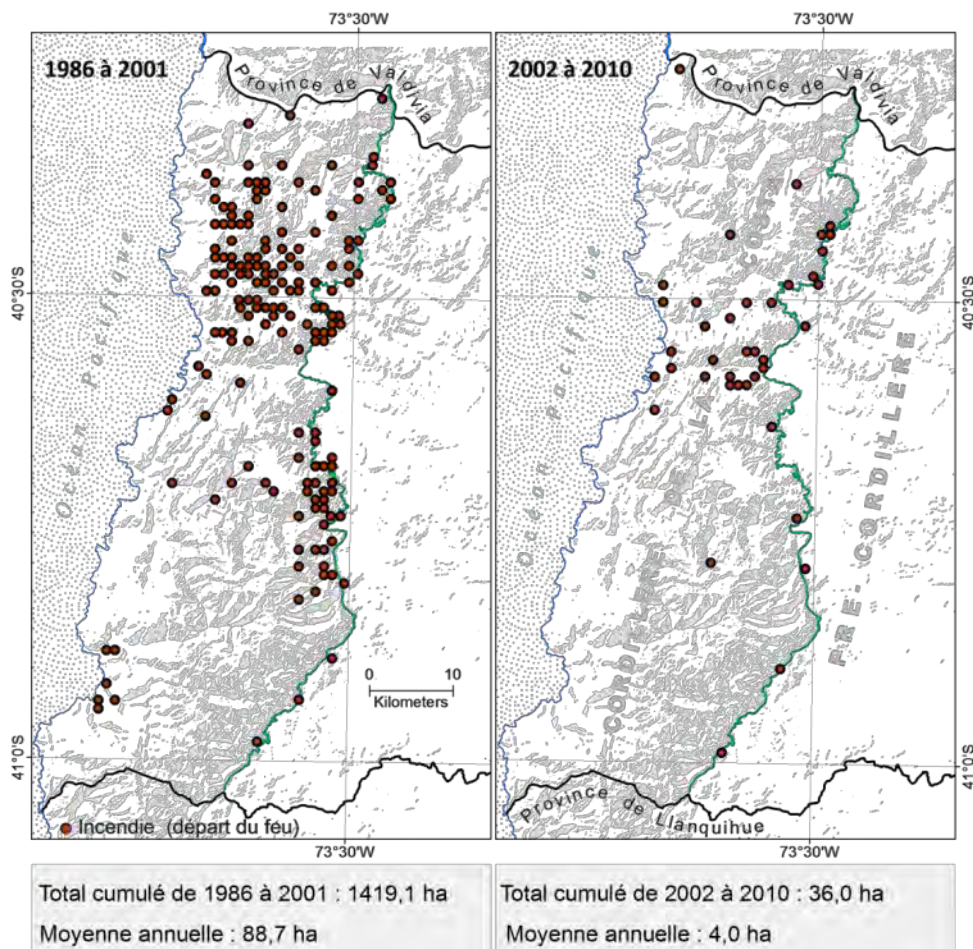 73°30'W
73°30'W
1986 à 2001
2002 à 2010
Province de Valdivia
Province de Valdivia
Océan Pacifique
Océan Pacifique
40°30'S
40°30'S
CORDILLERE DE LA COSTA
PRE-CORDILLERE
0 10
Kilometers
41°0'S
41°0'S
Incendie (départ du feu)
Province de Llanquihue
73°30'W
73°30'W
Total cumulé de 1986 à 2001 : 1419,1 ha
Moyenne annuelle : 88,7 ha
Total cumulé de 2002 à 2010 : 36,0 ha
Moyenne annuelle : 4,0 ha